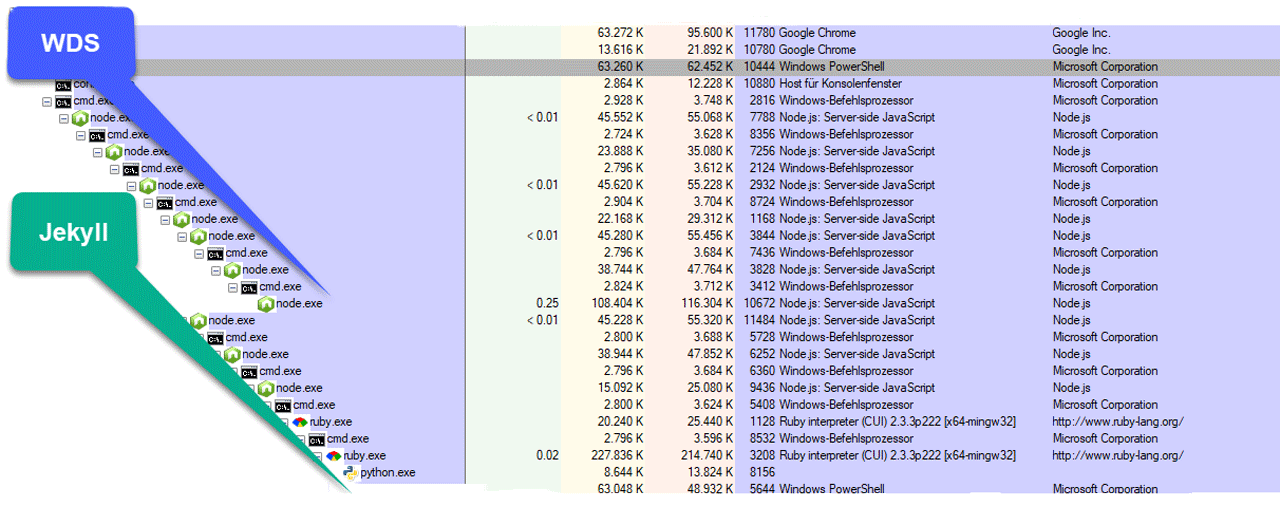 WDS
63.272 K 95.600 K 11780 Google Chrome Google Inc.
13.616 K 21.892 K 10780 Google Chrome Google Inc.
63.260 K 62.452 K 10444 Windows PowerShell Microsoft Corporation
2.864 K 12.228 K 10880 Host für Konsolenfenster Microsoft Corporation
cmd.exe 2.928 K 3.748 K 2816 Windows-Befehlsprozessor Microsoft Corporation
node.exe < 0.01 45.552 K 55.068 K 7788 Node.js: Server-side JavaScript Node.js
cmd.exe 2.724 K 3.628 K 8356 Windows-Befehlsprozessor Microsoft Corporation
node.exe 23.888 K 35.080 K 7256 Node.js: Server-side JavaScript Node.js
cmd.exe 2.796 K 3.612 K 2124 Windows-Befehlsprozessor Microsoft Corporation
node.exe < 0.01 45.620 K 55.228 K 2932 Node.js: Server-side JavaScript Node.js
cmd.exe 2.904 K 3.704 K 8724 Windows-Befehlsprozessor Microsoft Corporation
node.exe 22.168 K 29.312 K 1168 Node.js: Server-side JavaScript Node.js
Jekyll
node.exe < 0.01 45.280 K 55.456 K 3844 Node.js: Server-side JavaScript Node.js
cmd.exe 2.796 K 3.684 K 7436 Windows-Befehlsprozessor Microsoft Corporation
node.exe 38.744 K 47.764 K 3828 Node.js: Server-side JavaScript Node.js
cmd.exe 2.824 K 3.712 K 3412 Windows-Befehlsprozessor Microsoft Corporation
node.exe 0.25 108.404 K 116.304 K 10672 Node.js: Server-side JavaScript Node.js
node.exe < 0.01 45.228 K 55.320 K 11484 Node.js: Server-side JavaScript Node.js
cmd.exe 2.800 K 3.688 K 5728 Windows-Befehlsprozessor Microsoft Corporation
node.exe 38.944 K 47.852 K 6252 Node.js: Server-side JavaScript Node.js
cmd.exe 2.796 K 3.684 K 6360 Windows-Befehlsprozessor Microsoft Corporation
node.exe 15.092 K 25.080 K 9436 Node.js: Server-side JavaScript Node.js
cmd.exe 2.800 K 3.624 K 5408 Windows-Befehlsprozessor Microsoft Corporation
ruby.exe 20.240 K 25.440 K 1128 Ruby interpreter (CUI) 2.3.3p222 [x64-mingw32] http://www.ruby-lang.org/
cmd.exe 2.796 K 3.596 K 8532 Windows-Befehlsprozessor Microsoft Corporation
ruby.exe 0.02 227.836 K 214.740 K 3208 Ruby interpreter (CUI) 2.3.3p222 [x64-mingw32] http://www.ruby-lang.org/
python.exe 8.644 K 13.824 K 8156
63.048 K 48.932 K 5644 Windows PowerShell Microsoft Corporation